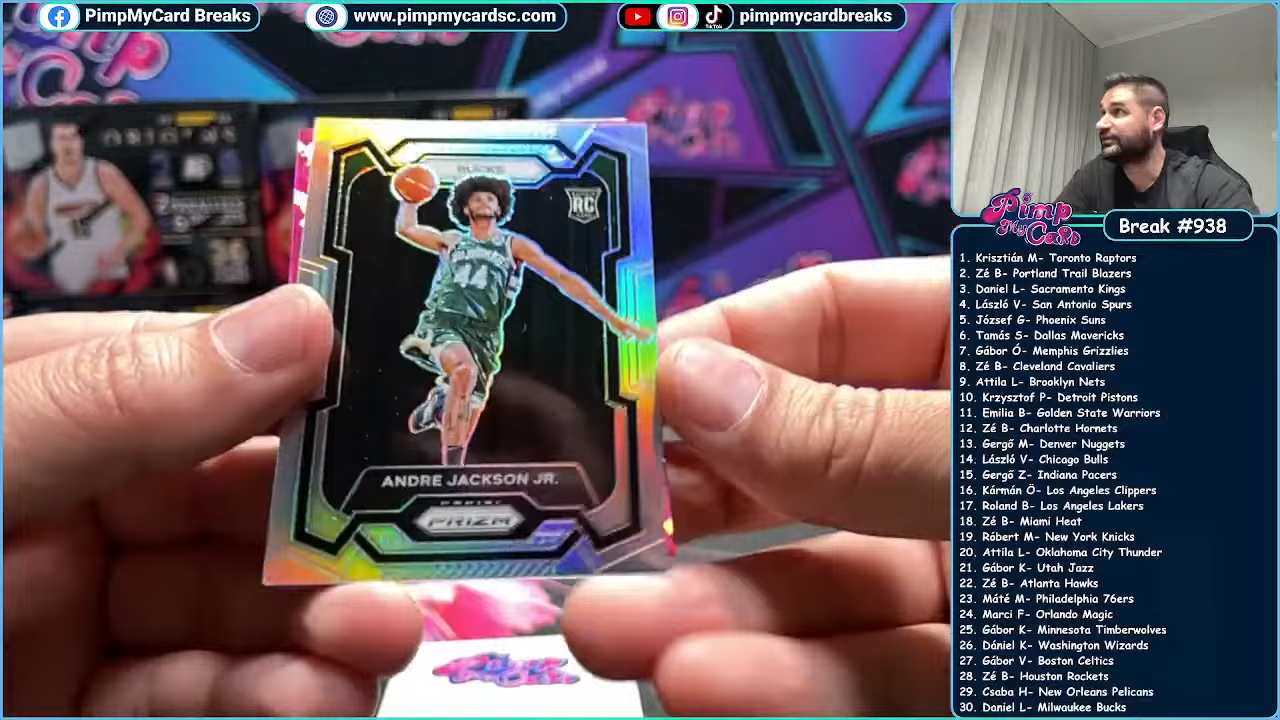 PimpMyCard Breaks
www.pimpmycardsc.com
pimpmycardbreaks
TikTok
BUCKS
RC
44
ANDRE JACKSON JR.
PANINI
PRIZM
Pimp
My
Card
Break #938
1. Krisztián M- Toronto Raptors
2. Zé B- Portland Trail Blazers
3. Daniel L- Sacramento Kings
4. László V- San Antonio Spurs
5. József G- Phoenix Suns
6. Tamás S- Dallas Mavericks
7. Gábor Ó- Memphis Grizzlies
8. Zé B- Cleveland Cavaliers
9. Attila L- Brooklyn Nets
10. Krzysztof P- Detroit Pistons
11. Emilia B- Golden State Warriors
12. Zé B- Charlotte Hornets
13. Gergő M- Denver Nuggets
14. László V- Chicago Bulls
15. Gergő Z- Indiana Pacers
16. Kármán Ö- Los Angeles Clippers
17. Roland B- Los Angeles Lakers
18. Zé B- Miami Heat
19. Róbert M- New York Knicks
20. Attila L- Oklahoma City Thunder
21. Gábor K- Utah Jazz
22. Zé B- Atlanta Hawks
23. Máté M- Philadelphia 76ers
24. Marci F- Orlando Magic
25. Gábor K- Minnesota Timberwolves
26. Dániel K- Washington Wizards
27. Gábor V- Boston Celtics
28. Zé B- Houston Rockets
29. Csaba H- New Orleans Pelicans
30. Daniel L- Milwaukee Bucks